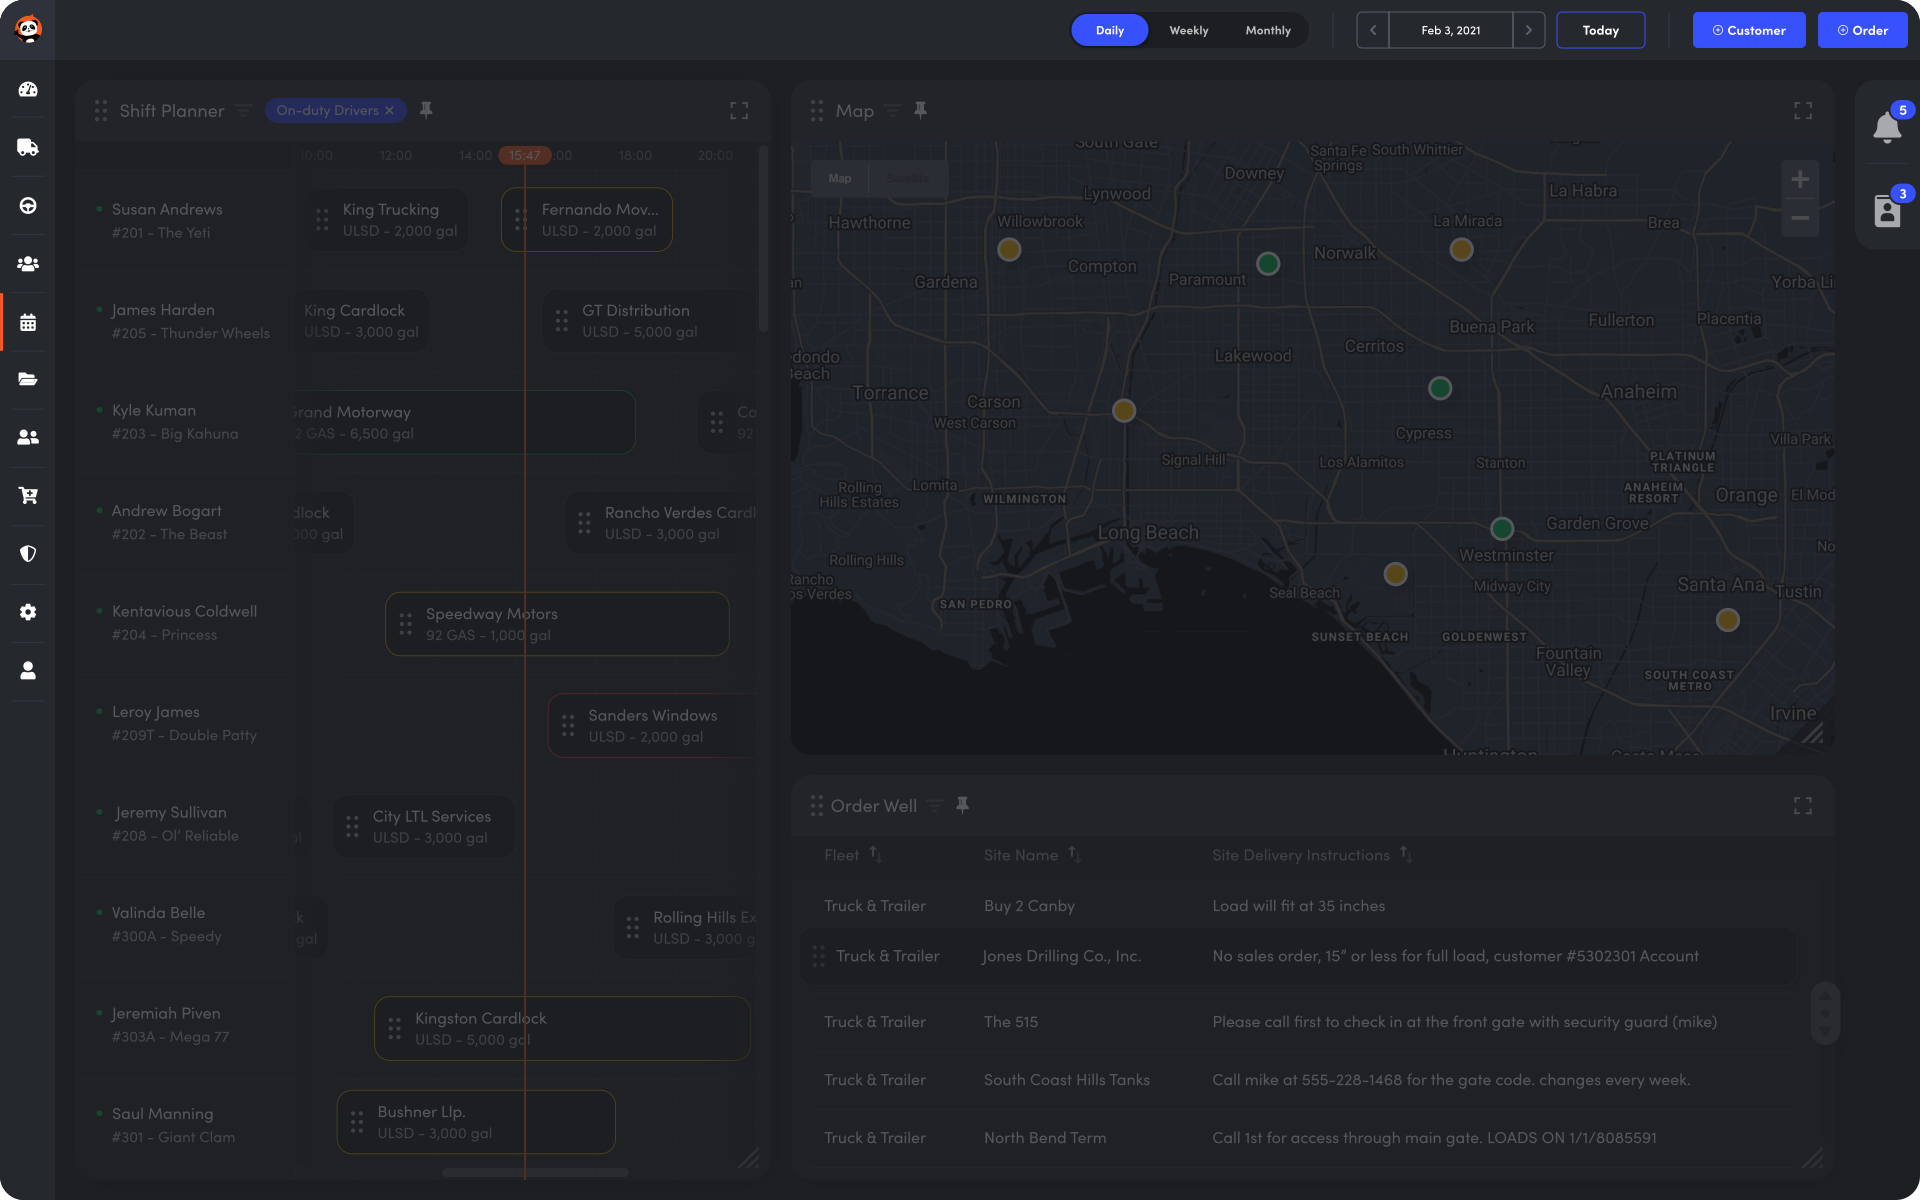 Daily
Weekly
Monthly
Feb 3, 2021
Today
Customer
Order
5
3
Shift Planner
On-duty Drivers
10:00
12:00
14:00
15:47
:00
18:00
20:00
Susan Andrews
#201 - The Yeti
King Trucking
ULSD - 2,000 gal
Fernando Mov...
ULSD - 2,000 gal
James Harden
#205 - Thunder Wheels
King Cardlock
ULSD - 3,000 gal
GT Distribution
ULSD - 5,000 gal
Kyle Kuman
#203 - Big Kahuna
Grand Motorway
2 GAS - 6,500 gal
Ca
92
Andrew Bogart
#202 - The Beast
dlock
000 gal
Rancho Verdes Cardl
ULSD - 3,000 gal
Kentavious Coldwell
#204 - Princess
Speedway Motors
92 GAS - 1,000 gal
Leroy James
#209T - Double Patty
Sanders Windows
ULSD - 2,000 gal
Jeremy Sullivan
#208 - Ol’ Reliable
al
City LTL Services
ULSD - 3,000 gal
Valinda Belle
#300A - Speedy
k
gal
Rolling Hills Ex
ULSD - 3,000 g
Jeremiah Piven
#303A - Mega 77
Kingston Cardlock
ULSD - 5,000 gal
Saul Manning
#301 - Giant Clam
Bushner Llp.
ULSD - 3,000 gal
Map
Map
Satellite
South Gate
Santa Fe Springs
South Whittier
Downey
Lynwood
La Habra
Hawthorne
Willowbrook
La Mirada
Brea
Norwalk
Compton
Paramount
Gardena
Yorba Li
Buena Park
Fullerton
Placentia
edondo Beach
Lakewood
Cerritos
Torrance
Carson
Anaheim
West Carson
Cypress
Villa Park
Signal Hill
Los Alamitos
Stanton
PLATINUM TRIANGLE
Rolling Hills Estates
Lomita
WILMINGTON
ANAHEIM RESORT
Orange
El Mod
Long Beach
Garden Grove
Rolling Hills
Westminster
No
Rancho
os Verdes
SAN PEDRO
Seal Beach
Midway City
Santa Ana
Tustin
SUNSET BEACH
GOLDENWEST
Fountain Valley
SOUTH COAST METRO
Irvine
Huntington
Costa Mesa
Order Well
Fleet
Site Name
Site Delivery Instructions
Truck & Trailer
Buy 2 Canby
Load will fit at 35 inches
Truck & Trailer
Jones Drilling Co., Inc.
No sales order, 15” or less for full load, customer #5302301 Account
Truck & Trailer
The 515
Please call first to check in at the front gate with security guard (mike)
Truck & Trailer
South Coast Hills Tanks
Call mike at 555-228-1468 for the gate code. changes every week.
Truck & Trailer
North Bend Term
Call 1st for access through main gate. LOADS ON 1/1/8085591